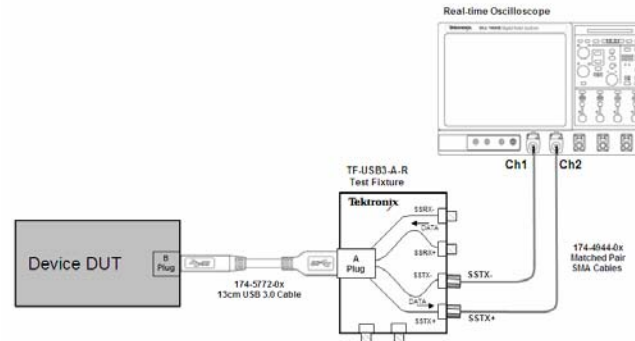 Real-time Oscilloscope
Tektronix
Ch1
Ch2
TF-USB3-A-R
Test Fixture
Tektronix
SSRX-
DATA
SSRX+
A
Plug
SSTX-
DATA
SSTX+
SSTX-
SSTX+
174-4944-0x
Matched Pair
SMA Cables
Device DUT
B
Plug
174-5772-0x
13cm USB 3.0 Cable